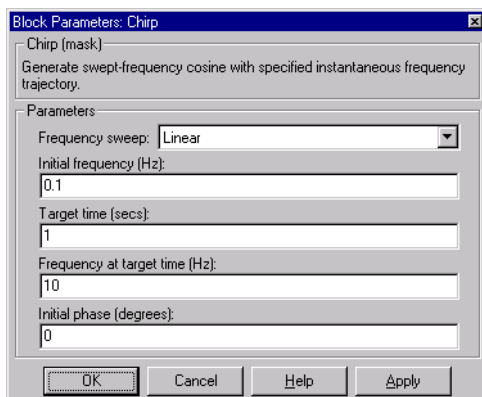 Block Parameters: Chirp
Chirp (mask)
Generate swept-frequency cosine with specified instantaneous frequency
trajectory.
Parameters
Frequency sweep: Linear
Initial frequency (Hz):
0.1
Target time (secs):
1
Frequency at target time (Hz):
10
Initial phase (degrees):
0
OK Cancel Help Apply